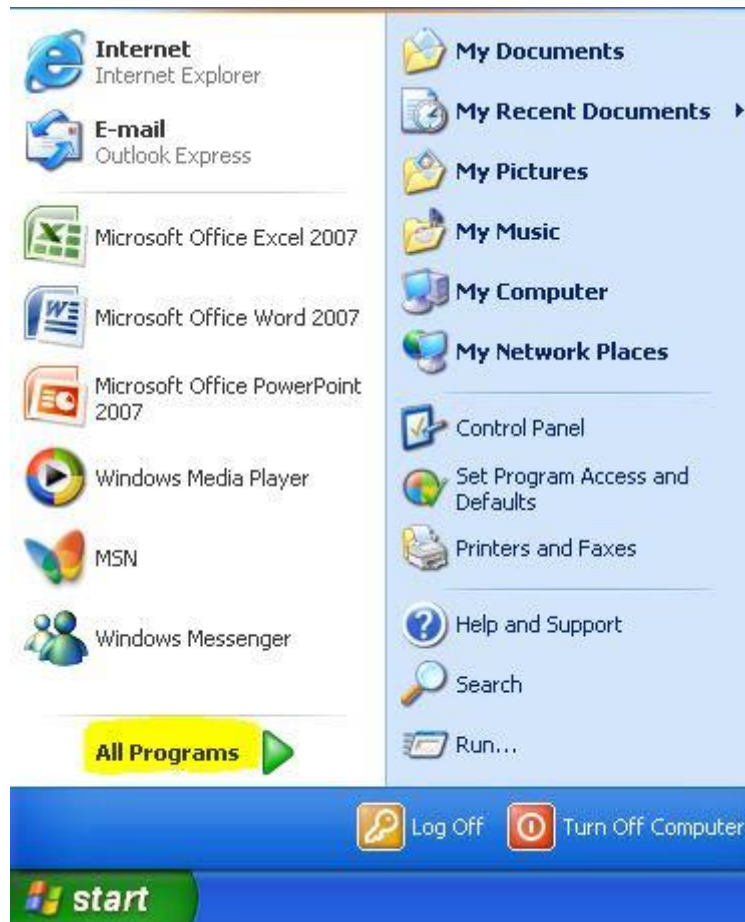 Internet
Internet Explorer
E-mail
Outlook Express
Microsoft Office Excel 2007
Microsoft Office Word 2007
Microsoft Office PowerPoint
2007
Windows Media Player
MSN
Windows Messenger
All Programs
My Documents
My Recent Documents
My Pictures
My Music
My Computer
My Network Places
Control Panel
Set Program Access and
Defaults
Printers and Faxes
Help and Support
Search
Run...
Log Off
Turn Off Computer
start